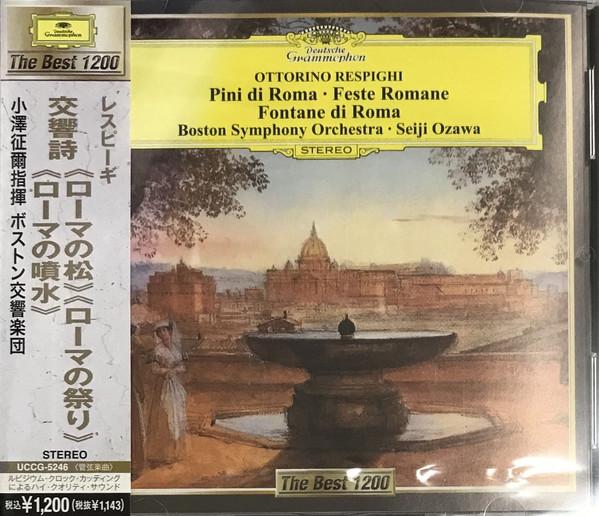 The Best 1200
レスピーギ
交響詩《ローマの松》《ローマの祭り》
《ローマの噴水》
小澤征爾指揮 ボストン交響楽団
STEREO
UCCG-5246 〈管弦楽曲〉
ルビジウム・クロック・カッティング
によるハイ・クオリティ・サウンド
税込¥1,200(税抜¥1,143)
Deutsche
Grammophon
OTTORINO RESPIGHI
Pini di Roma · Feste Romane
Fontane di Roma
Boston Symphony Orchestra · Seiji Ozawa
STEREO
The Best 1200